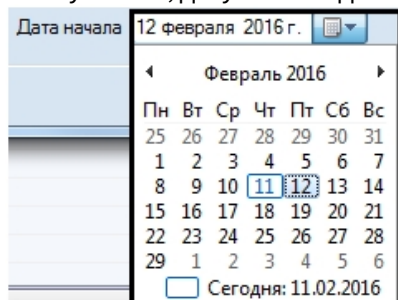 Дата начала 12 февраля 2016 г.
Февраль 2016
Пн Вт Ср Чт Пт Сб Вс
25 26 27 28 29 30 31
1 2 3 4 5 6 7
8 9 10 11 12 13 14
15 16 17 18 19 20 21
22 23 24 25 26 27 28
29 1 2 3 4 5 6
Сегодня: 11.02.2016